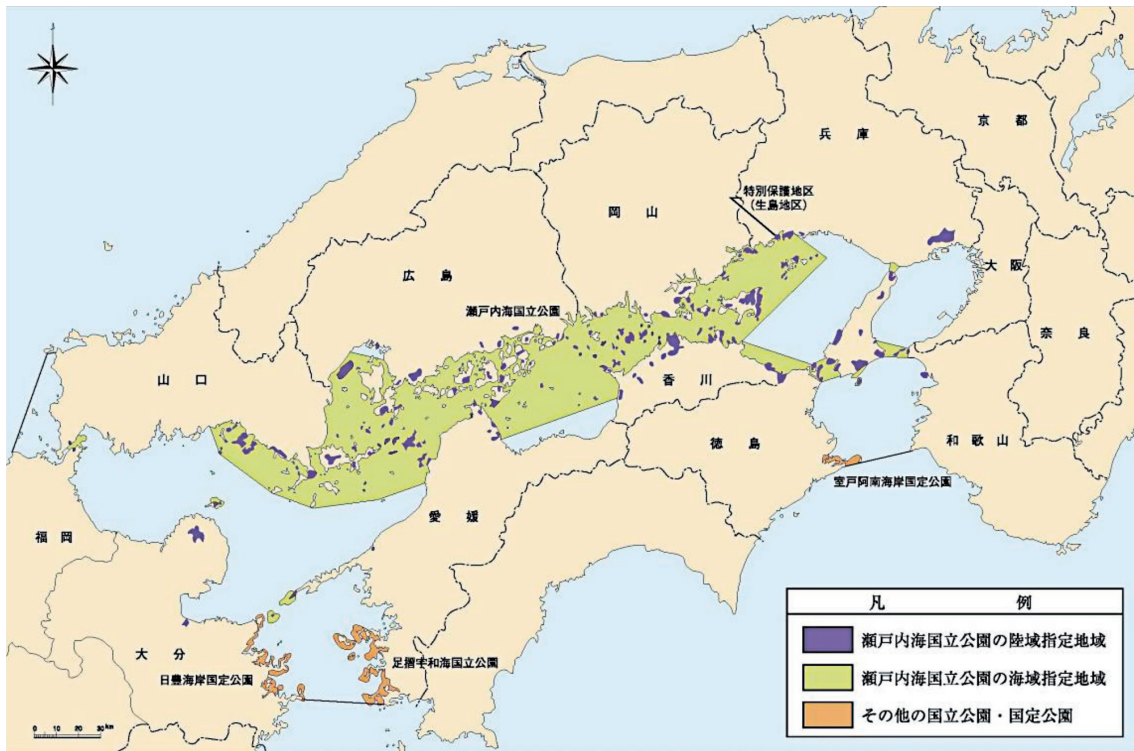 京　都
兵　庫
特別保護地区
（生島地区）
岡　山
大　阪
広　島
瀬戸内海国立公園
奈　良
山　口
香　川
徳　島
和　歌　山
室戸阿南海岸国定公園
愛　媛
福　岡
大　分
足摺宇和海国立公園
日豊海岸国定公園
凡　例
瀬戸内海国立公園の陸域指定地域
瀬戸内海国立公園の海域指定地域
その他の国立公園・国定公園
0 10 20 30km